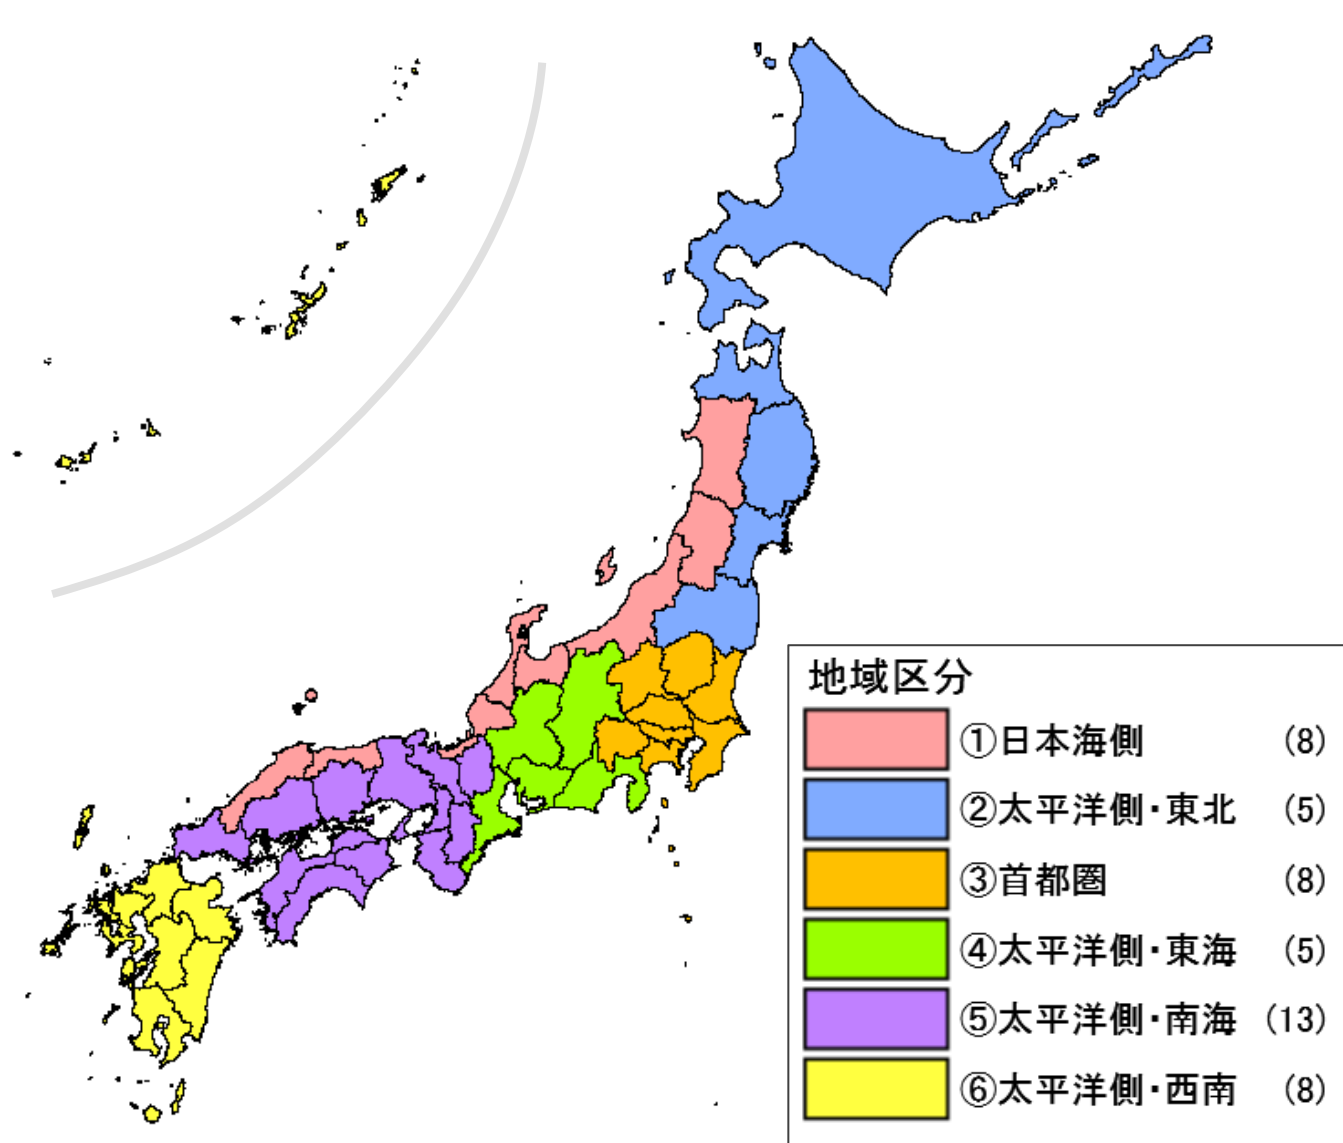 地域区分
①日本海側 (8)
②太平洋側・東北 (5)
③首都圏 (8)
④太平洋側・東海 (5)
⑤太平洋側・南海 (13)
⑥太平洋側・西南 (8)